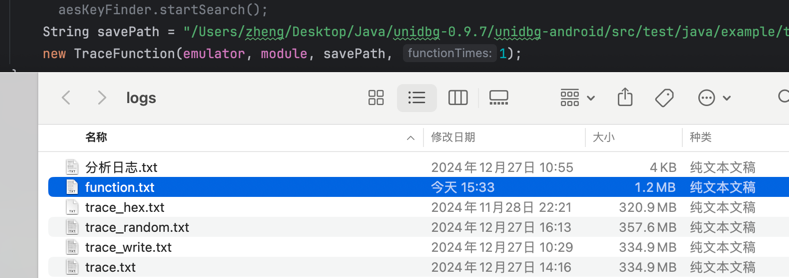 aesKeyFinder.startSearch();
String savePath = "/Users/zheng/Desktop/Java/unidbg-0.9.7/unidbg-android/src/test/java/example/t
new TraceFunction(emulator, module, savePath, functionTimes: 1);
logs
名称 修改日期 大小 种类
分析日志.txt 2024年12月27日 10:55 4 KB 纯文本文稿
function.txt 今天 15:33 1.2 MB 纯文本文稿
trace_hex.txt 2024年11月28日 22:21 320.9 MB 纯文本文稿
trace_random.txt 2024年12月27日 16:13 357.6 MB 纯文本文稿
trace_write.txt 2024年12月27日 10:29 334.9 MB 纯文本文稿
trace.txt 2024年12月27日 14:16 334.9 MB 纯文本文稿